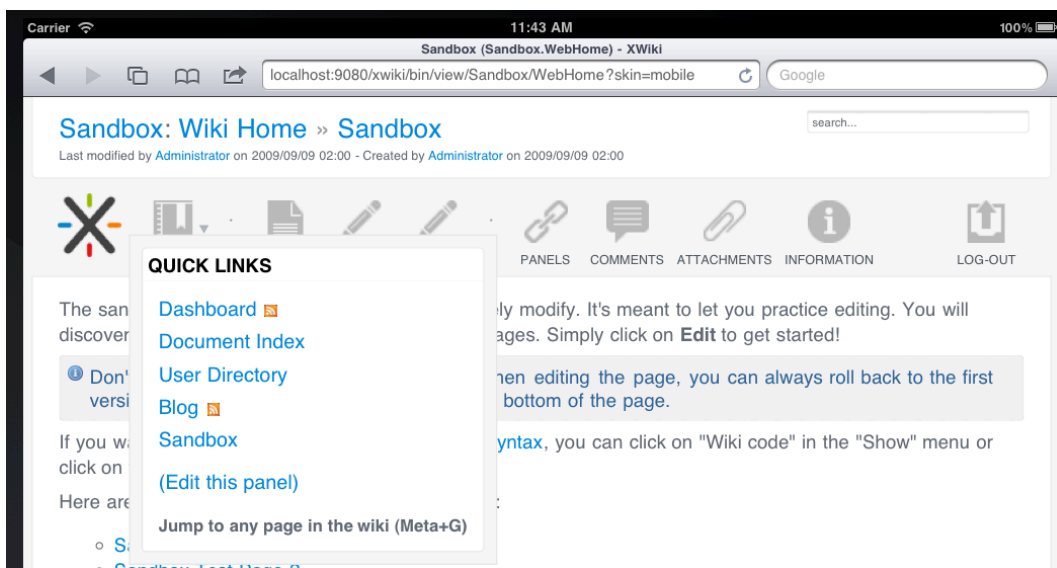 Carrier 11:43 AM 100%
Sandbox (Sandbox.WebHome) - XWiki
localhost:9080/xwiki/bin/view/Sandbox/WebHome?skin=mobile Google
Sandbox: Wiki Home » Sandbox search...
Last modified by Administrator on 2009/09/09 02:00 - Created by Administrator on 2009/09/09 02:00
PANELS COMMENTS ATTACHMENTS INFORMATION LOG-OUT
QUICK LINKS
Dashboard
Document Index
User Directory
Blog
Sandbox
(Edit this panel)
Jump to any page in the wiki (Meta+G)
The san ely modify. It's meant to let you practice editing. You will
discover ages. Simply click on Edit to get started!
Don' hen editing the page, you can always roll back to the first
versi bottom of the page.
If you wa yntax, you can click on "Wiki code" in the "Show" menu or
click on
Here are :